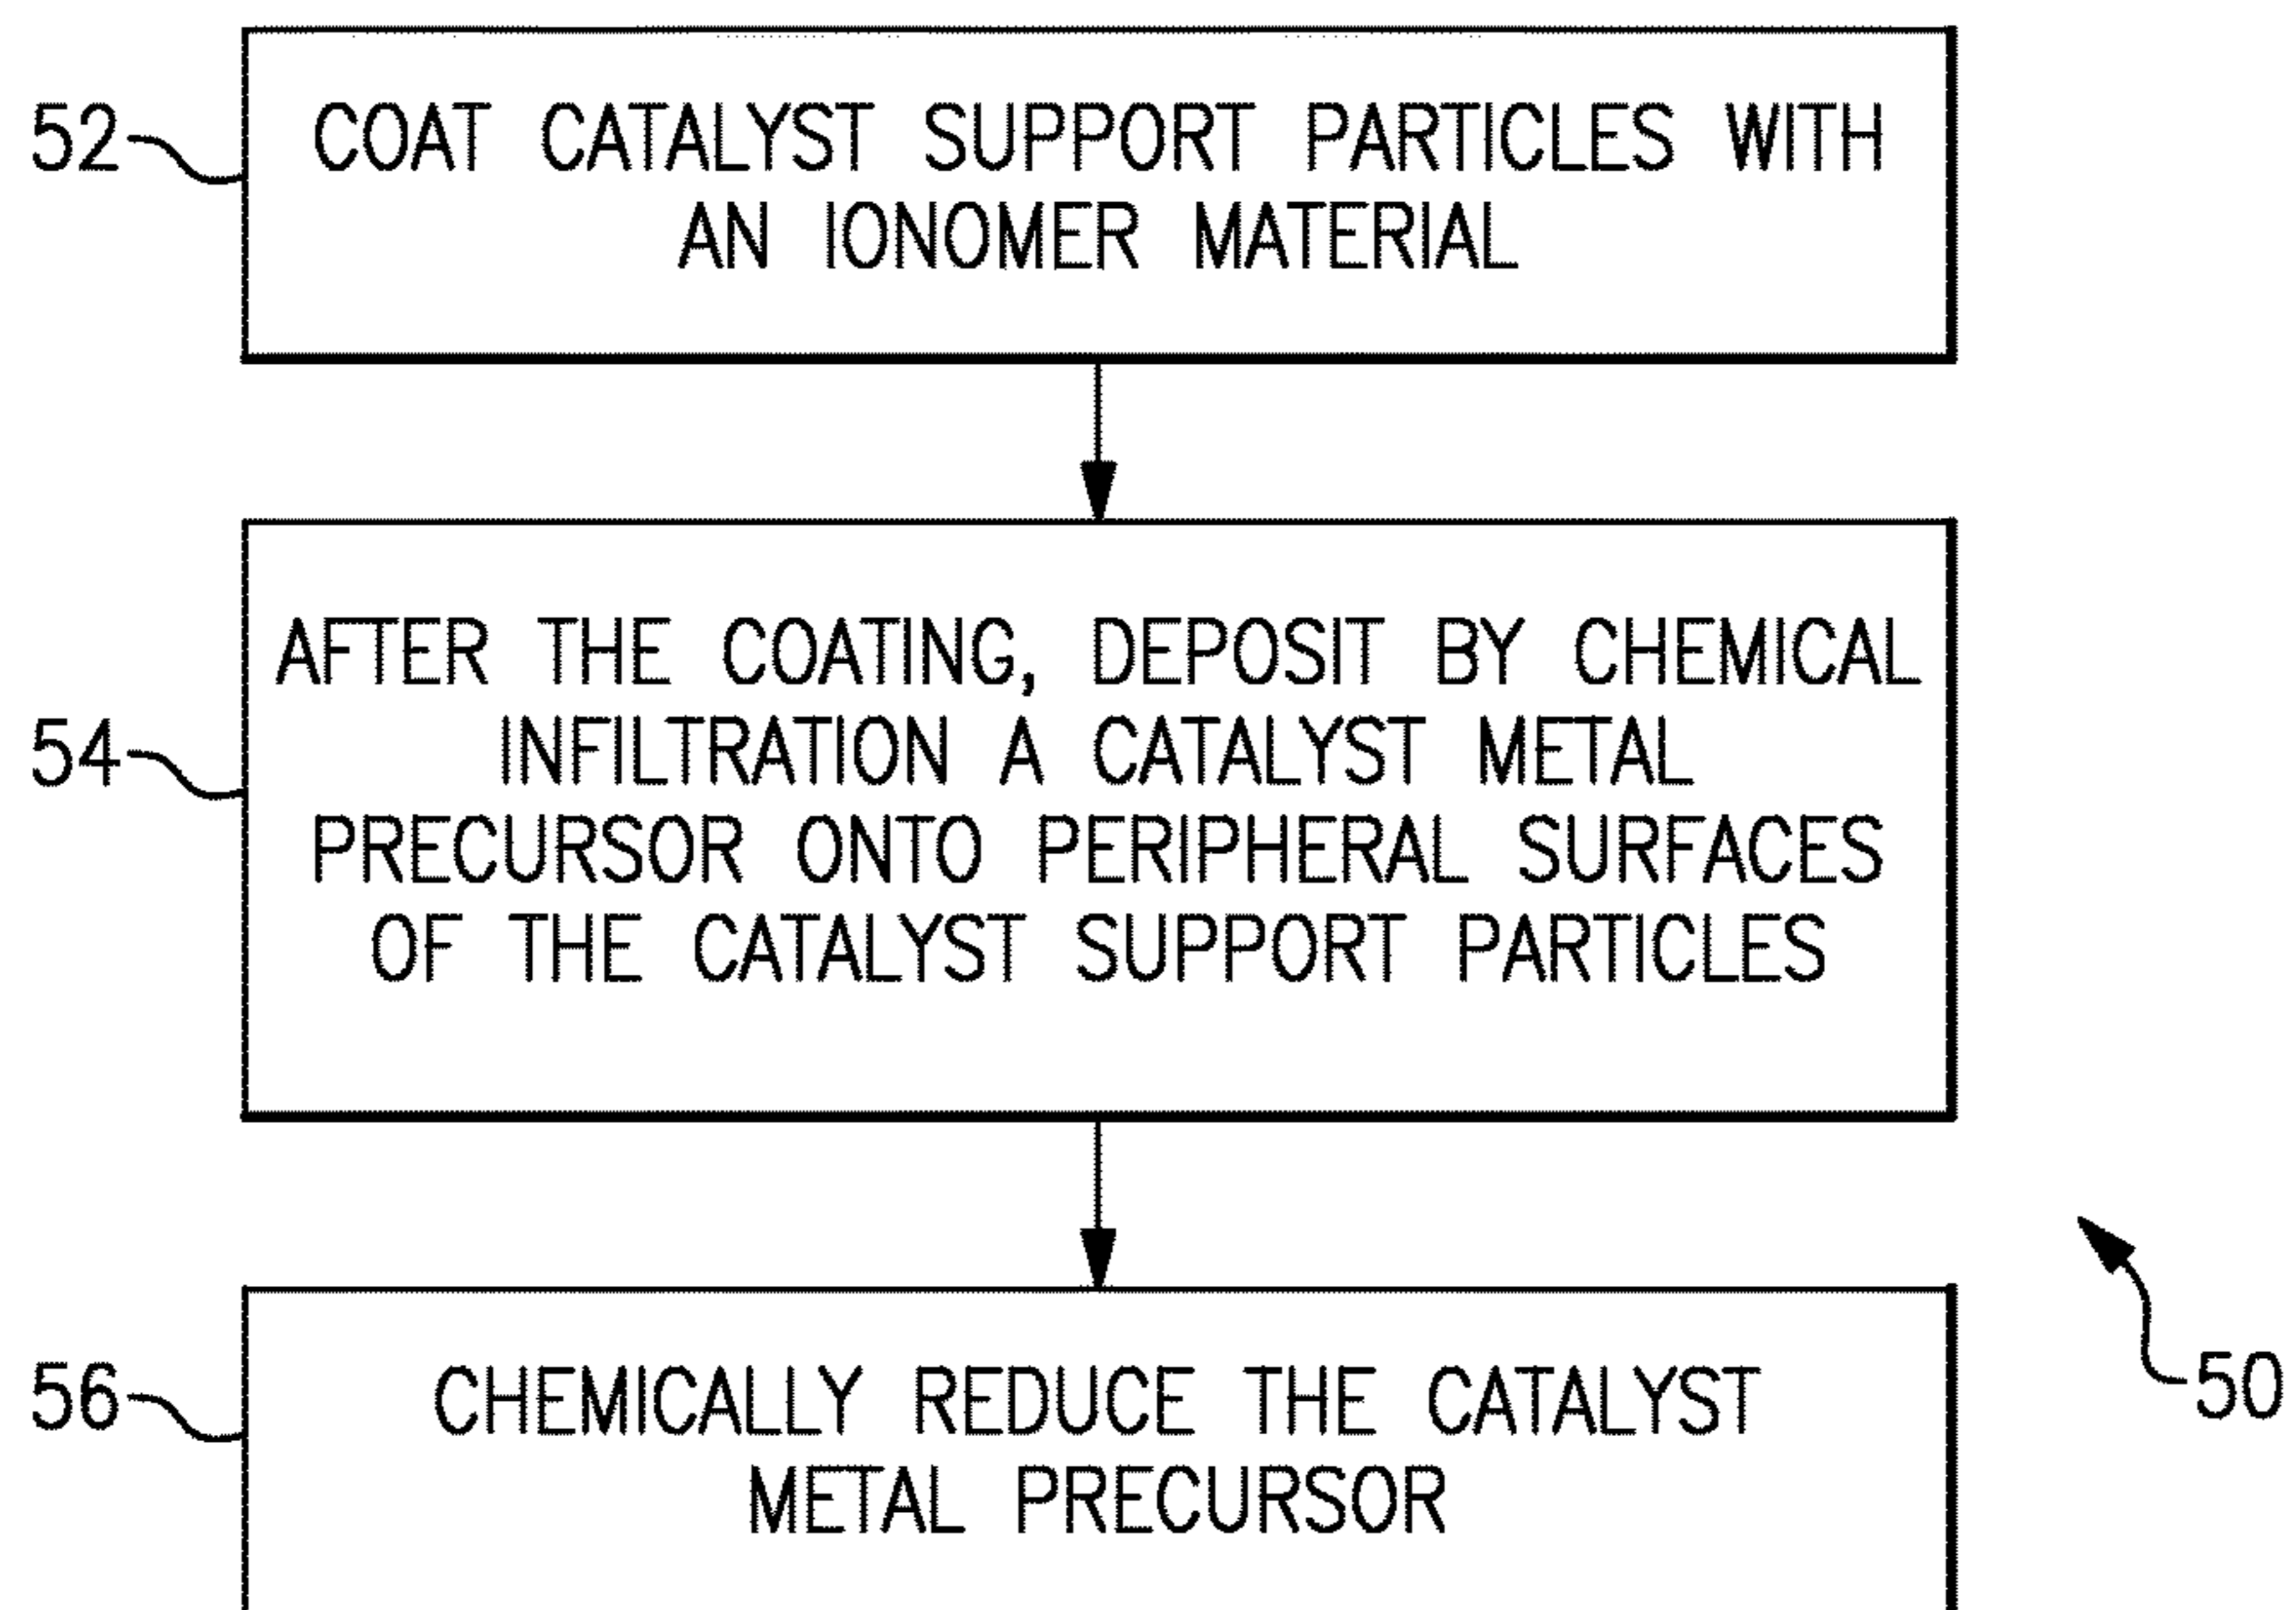 52
COAT CATALYST SUPPORT PARTICLES WITH
AN IONOMER MATERIAL
54
AFTER THE COATING, DEPOSIT BY CHEMICAL
INFILTRATION A CATALYST METAL
PRECURSOR ONTO PERIPHERAL SURFACES
OF THE CATALYST SUPPORT PARTICLES
56
CHEMICALLY REDUCE THE CATALYST
METAL PRECURSOR
50